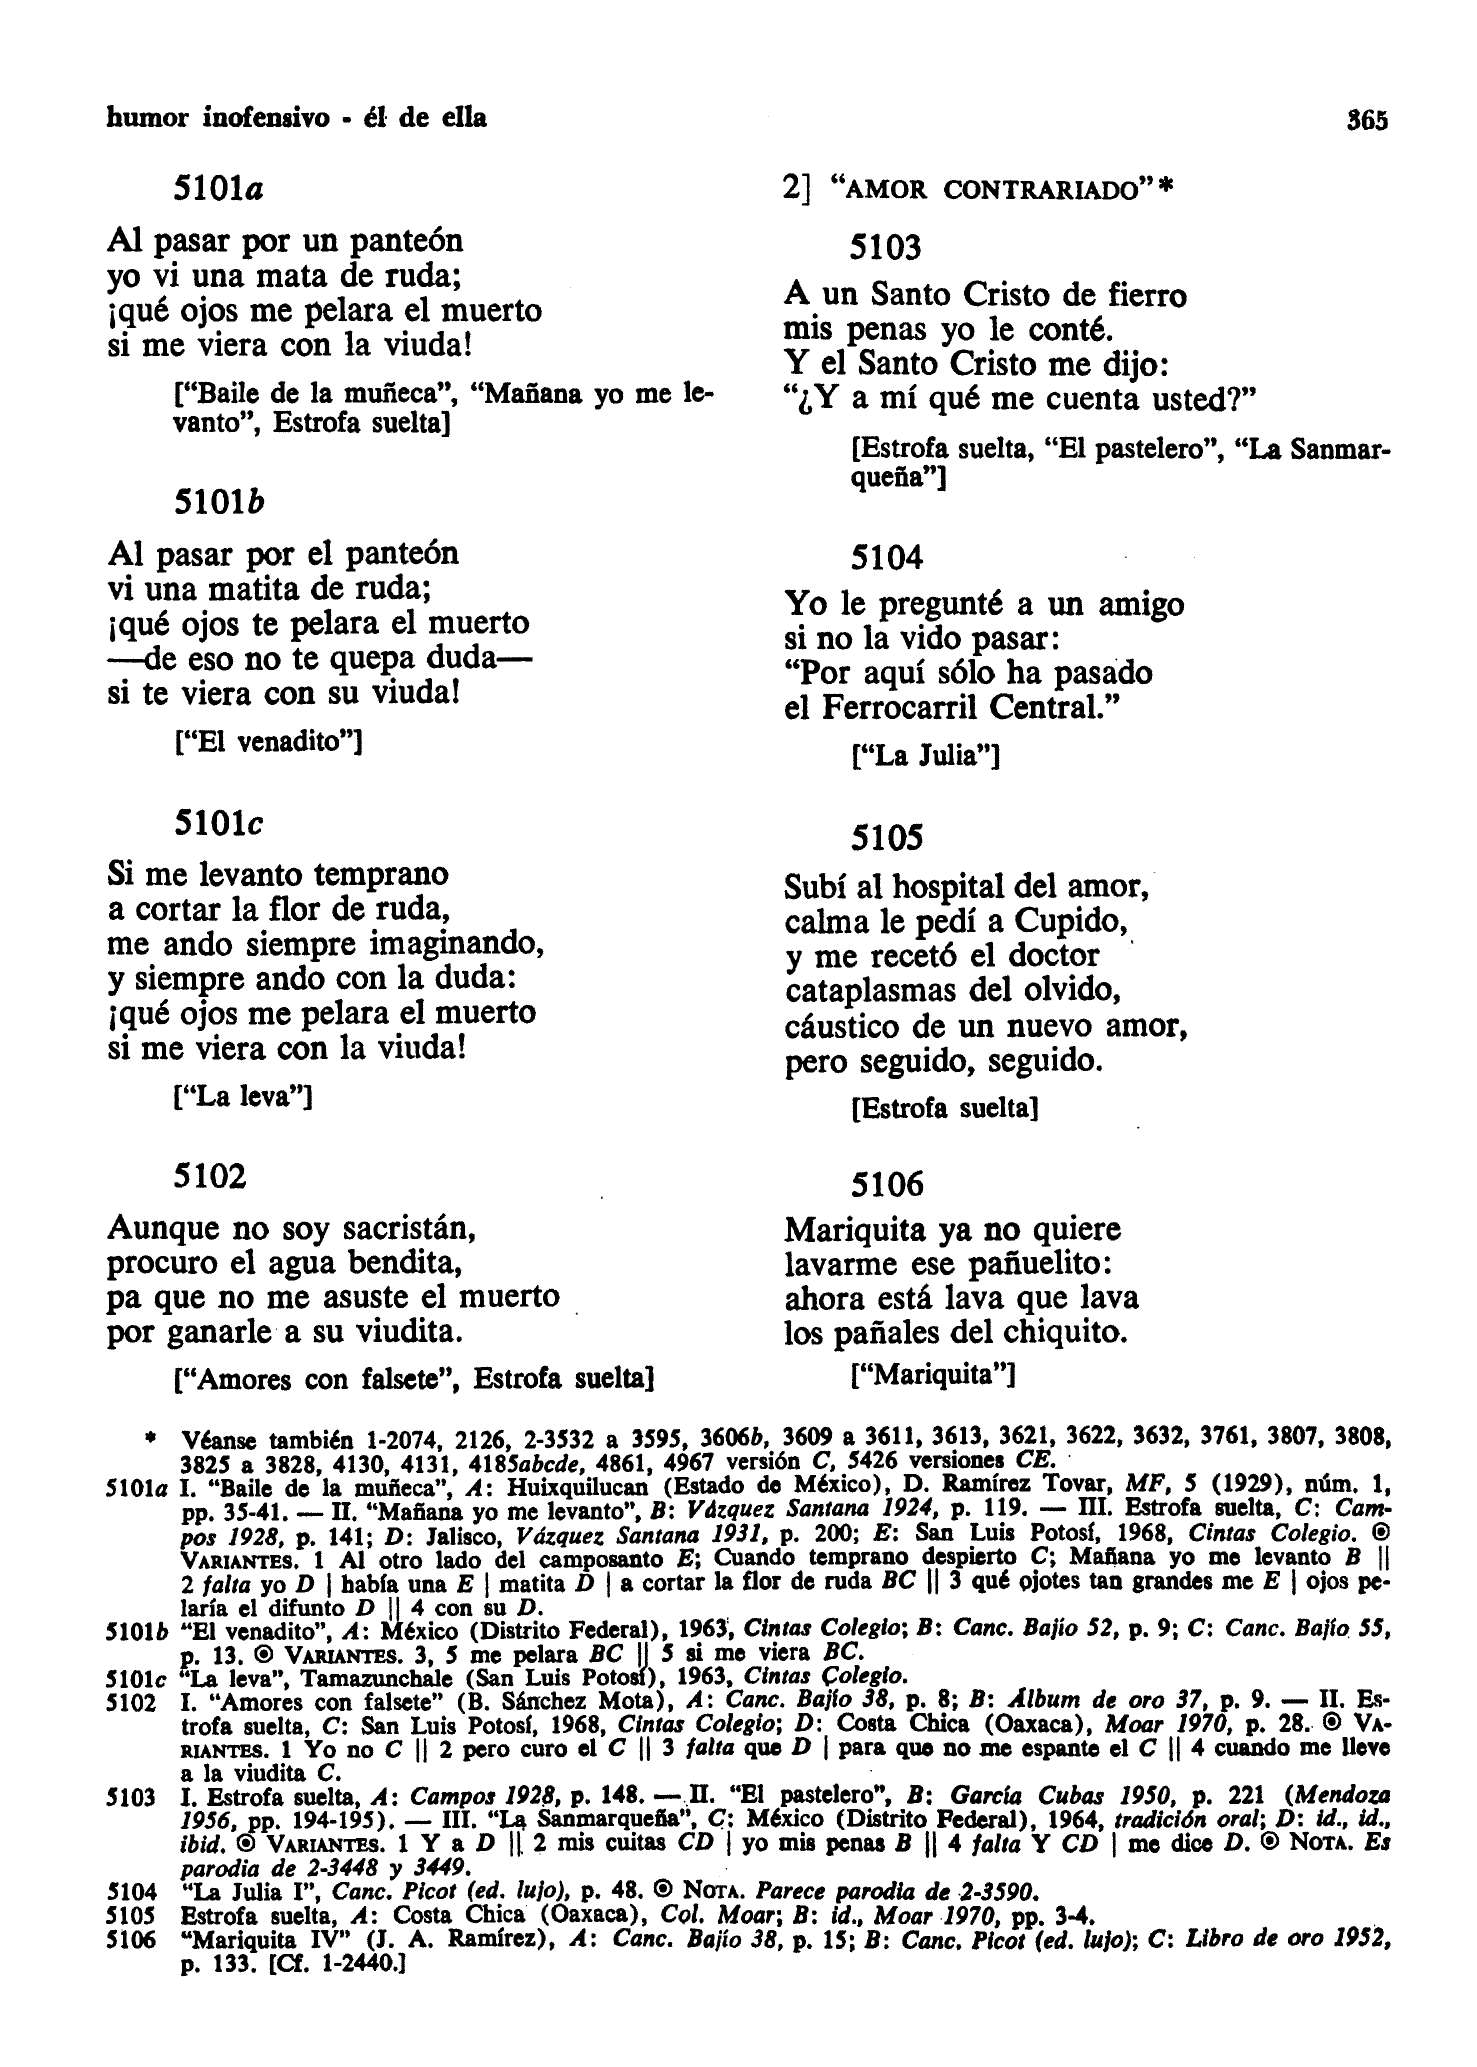 humor inofensivo - él de ella
365
5101a
Al pasar por un panteón
yo vi una mata de ruda;
¡qué ojos me pelara el muerto
si me viera con la viuda!
[“Baile de la muñeca”, “Mañana yo me le-
vanto”, Estrofa suelta]
5101b
Al pasar por el panteón
vi una matita de ruda;
¡qué ojos te pelara el muerto
—de eso no te quepa duda—
si te viera con su viuda!
[“El venadito”]
5101c
Si me levanto temprano
a cortar la flor de ruda,
me ando siempre imaginando,
y siempre ando con la duda:
¡qué ojos me pelara el muerto
si me viera con la viuda!
[“La leva”]
5102
Aunque no soy sacristán,
procuro el agua bendita,
pa que no me asuste el muerto
por ganarle a su viudita.
[“Amores con falsete”, Estrofa suelta]
2] “AMOR CONTRARIADO”*
5103
A un Santo Cristo de fierro
mis penas yo le conté.
Y el Santo Cristo me dijo:
“¿Y a mí qué me cuenta usted?”
[Estrofa suelta, “El pastelero”, “La Sanmar-
queña”]
5104
Yo le pregunté a un amigo
si no la vido pasar:
“Por aquí sólo ha pasado
el Ferrocarril Central.”
[“La Julia”]
5105
Subí al hospital del amor,
calma le pedí a Cupido,
y me recetó el doctor
cataplasmas del olvido,
cáustico de un nuevo amor,
pero seguido, seguido.
[Estrofa suelta]
5106
Mariquita ya no quiere
lavarme ese pañuelito:
ahora está lava que lava
los pañales del chiquito.
[“Mariquita”]
* Véanse también 1-2074, 2126, 2-3532 a 3595, 3606b, 3609 a 3611, 3613, 3621, 3622, 3632, 3761, 3807, 3808,
3825 a 3828, 4130, 4131, 4185abcde, 4861, 4967 versión C, 5426 versiones CE.
5101a I. “Baile de la muñeca”, A: Huixquilucan (Estado de México), D. Ramírez Tovar, MF, 5 (1929), núm. 1,
pp. 35-41. — II. “Mañana yo me levanto”, B: Vázquez Santana 1924, p. 119. — III. Estrofa suelta, C: Cam-
pos 1928, p. 141; D: Jalisco, Vázquez Santana 1931, p. 200; E: San Luis Potosí, 1968, Cintas Colegio. ⊙
VARIANTES. 1 Al otro lado del camposanto E; Cuando temprano despierto C; Mañana yo me levanto B ||
2 falta yo D | había una E | matita D | a cortar la flor de ruda BC || 3 qué ojotes tan grandes me E | ojos pe-
laría el difunto D || 4 con su D.
5101b “El venadito”, A: México (Distrito Federal), 1963, Cintas Colegio; B: Canc. Bajío 52, p. 9; C: Canc. Bajío 55,
p. 13. ⊙ VARIANTES. 3, 5 me pelara BC || 5 si me viera BC.
5101c “La leva”, Tamazunchale (San Luis Potosí), 1963, Cintas Colegio.
5102 I. “Amores con falsete” (B. Sánchez Mota), A: Canc. Bajío 38, p. 8; B: Álbum de oro 37, p. 9. — II. Es-
trofa suelta, C: San Luis Potosí, 1968, Cintas Colegio; D: Costa Chica (Oaxaca), Moar 1970, p. 28. ⊙ VA-
RIANTES. 1 Yo no C || 2 pero curo el C || 3 falta que D | para que no me espante el C || 4 cuando me lleve
a la viudita C.
5103 I. Estrofa suelta, A: Campos 1928, p. 148. — II. “El pastelero”, B: García Cubas 1950, p. 221 (Mendoza
1956, pp. 194-195). — III. “La Sanmarqueña”, C: México (Distrito Federal), 1964, tradición oral; D: id., id.,
ibid. ⊙ VARIANTES. 1 Y a D || 2 mis cuitas CD | yo mis penas B || 4 falta Y CD | me dice D. ⊙ NOTA. Es
parodia de 2-3448 y 3449.
5104 “La Julia I”, Canc. Picot (ed. lujo), p. 48. ⊙ NOTA. Parece parodia de 2-3590.
5105 Estrofa suelta, A: Costa Chica (Oaxaca), Col. Moar; B: id., Moar 1970, pp. 3-4.
5106 “Mariquita IV” (J. A. Ramírez), A: Canc. Bajío 38, p. 15; B: Canc. Picot (ed. lujo); C: Libro de oro 1952,
p. 133. [Cf. 1-2440.]